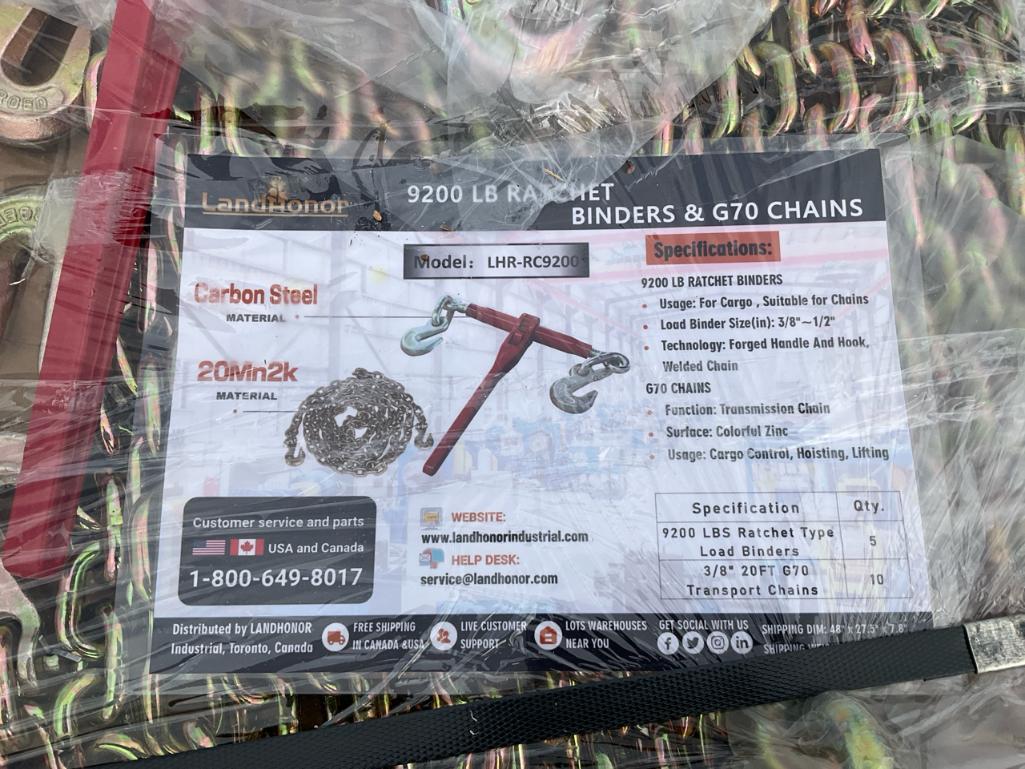 LandHonor
9200 LB RATCHET
BINDERS & G70 CHAINS
Model: LHR-RC9200
Carbon Steel
MATERIAL
20Mn2k
MATERIAL
Specifications:
9200 LB RATCHET BINDERS
• Usage: For Cargo , Suitable for Chains
• Load Binder Size(in): 3/8"~1/2"
• Technology: Forged Handle And Hook,
Welded Chain
G70 CHAINS
• Function: Transmission Chain
• Surface: Colorful Zinc
• Usage: Cargo Control, Hoisting, Lifting
Specification Qty.
9200 LBS Ratchet Type
Load Binders 5
3/8" 20FT G70
Transport Chains 10
Customer service and parts
USA and Canada
1-800-649-8017
WEBSITE:
www.landhonorindustrial.com
HELP DESK:
service@landhonor.com
Distributed by LANDHONOR
Industrial, Toronto, Canada
FREE SHIPPING
IN CANADA &USA
LIVE CUSTOMER
SUPPORT
LOTS WAREHOUSES
NEAR YOU
GET SOCIAL WITH US
SHIPPING DIM: 48" x 27.5" x 7.8"
SHIPPING